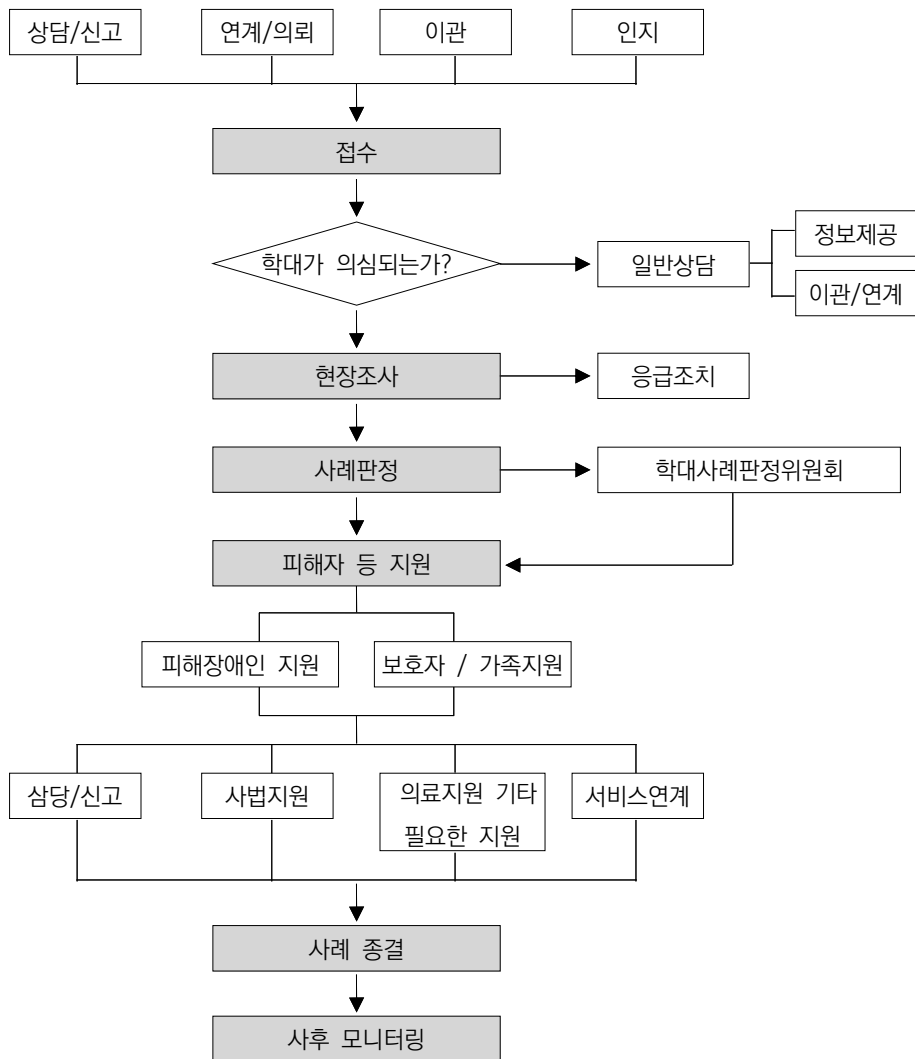 상담/신고
연계/의뢰
이관
인지
접수
학대가 의심되는가?
일반상담
정보제공
이관/연계
현장조사
응급조치
사례판정
학대사례판정위원회
피해자 등 지원
피해장애인 지원
보호자 / 가족지원
삼당/신고
사법지원
의료지원 기타
필요한 지원
서비스연계
사례 종결
사후 모니터링